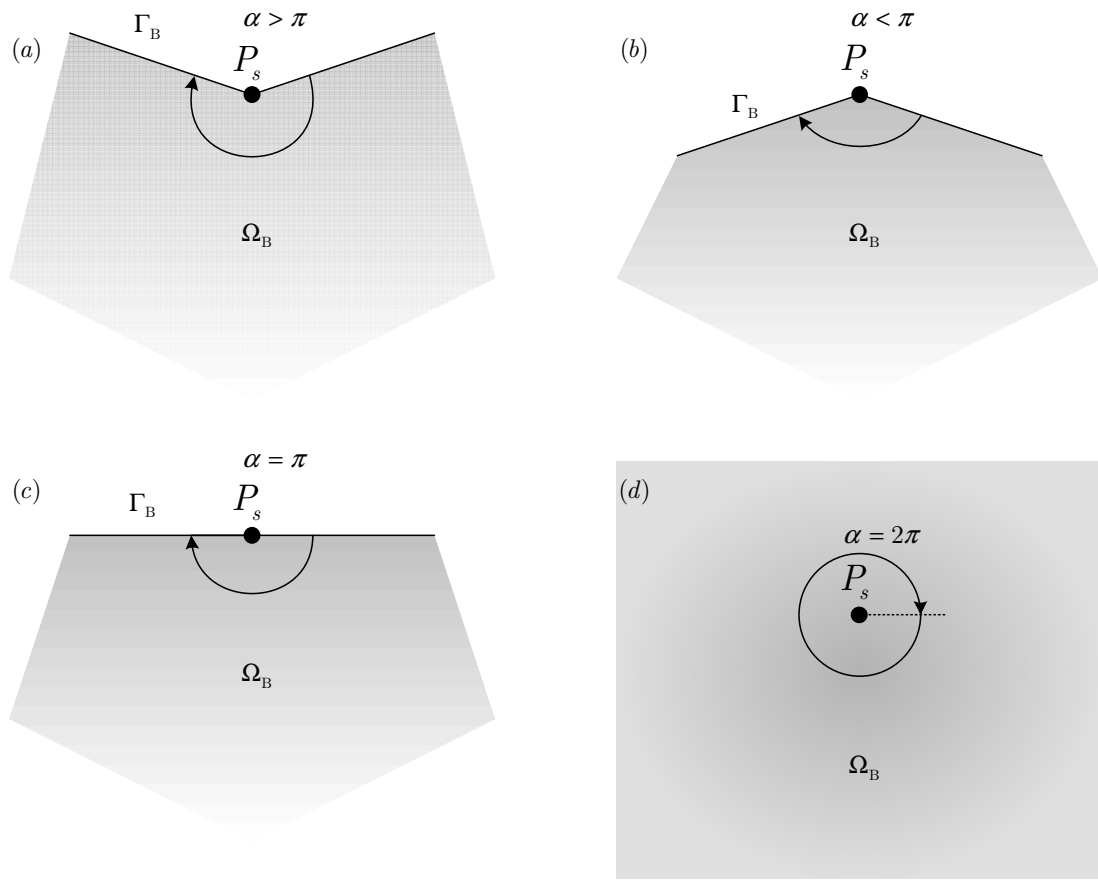 (a)
α > π
Γ_B
P_s
Ω_B
(b)
α < π
P_s
Γ_B
Ω_B
(c)
α = π
Γ_B
P_s
Ω_B
(d)
α = 2π
P_s
Ω_B